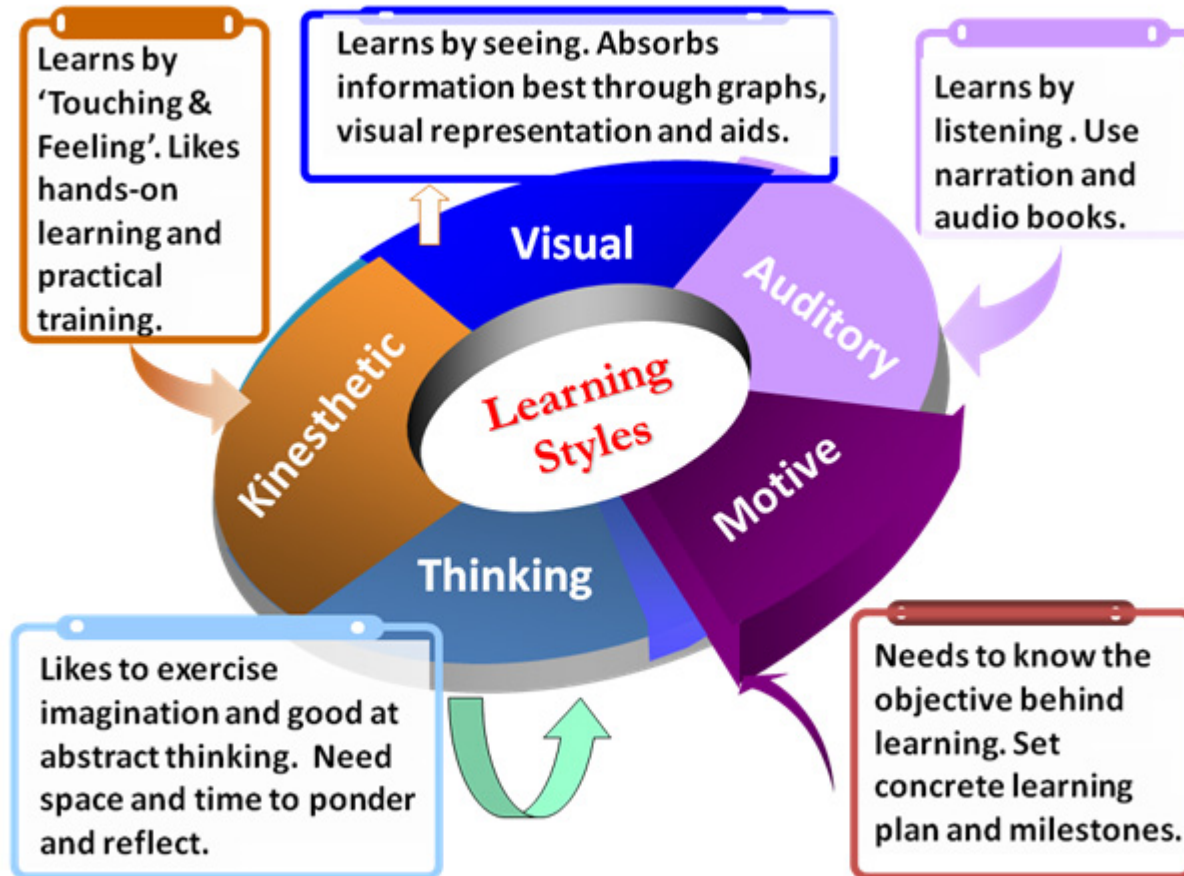 Learns by
‘Touching &
Feeling’. Likes
hands-on
learning and
practical
training.
Learns by seeing. Absorbs
information best through graphs,
visual representation and aids.
Learns by
listening . Use
narration and
audio books.
Visual
Auditory
Kinesthetic
Learning
Styles
Motive
Thinking
Likes to exercise
imagination and good at
abstract thinking.  Need
space and time to ponder
and reflect.
Needs to know the
objective behind
learning. Set
concrete learning
plan and milestones.